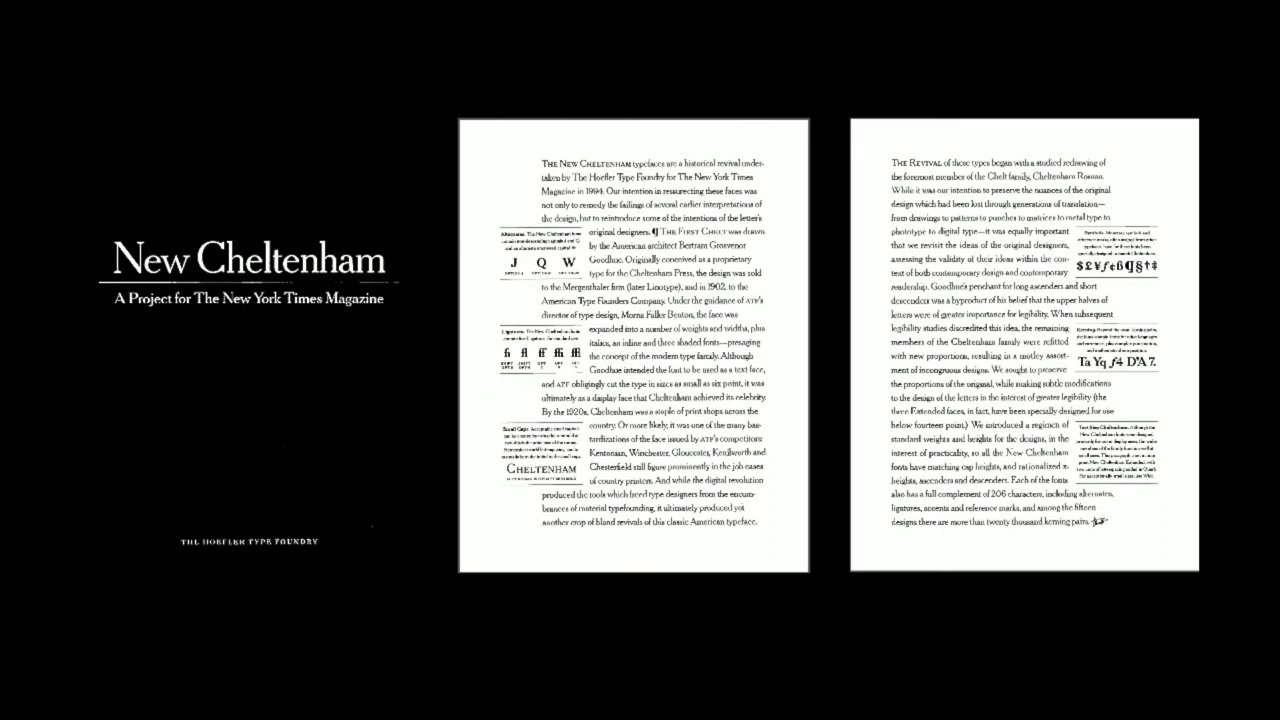 New Cheltenham
A Project for The New York Times Magazine
THE HOEFLER TYPE FOUNDRY
THE NEW CHELTENHAM typefaces are a historical revival under-
taken by The Hoefler Type Foundry for The New York Times
Magazine in 1994. Our intention in resurrecting these faces was
not only to remedy the failings of several earlier interpretations of
the design, but to reintroduce some of the intentions of the letter's
original designers. ¶ THE FIRST CHELT was drawn
by the American architect Bertram Grosvenor
Goodhue. Originally conceived as a proprietary
type for the Cheltenham Press, the design was sold
to the Mergenthaler firm (later Linotype), and in 1902, to the
American Type Founders Company. Under the guidance of ATF's
director of type design, Morris Fuller Benton, the face was
expanded into a number of weights and widths, plus
italics, an inline and three shaded fonts—presaging
the concept of the modern type family. Although
Goodhue intended the font to be used as a text face,
and ATF obligingly cut the type in sizes as small as six point, it was
ultimately as a display face that Cheltenham achieved its celebrity.
By the 1920s, Cheltenham was a staple of print shops across the
country. Or more likely, it was one of the many bas-
tardizations of the face issued by ATF's competitors:
Kentonian, Winchester, Gloucester, Kenilworth and
Chesterfield still figure prominently in the job cases
of country printers. And while the digital revolution
produced the tools which freed type designers from the encum-
brances of material typefounding, it ultimately produced yet
another crop of bland revivals of this classic American typeface.
Alternates. The New Cheltenham fonts
J Q W
Ligatures. The New Cheltenham fonts
fi fl ff ffi ffl
Small Caps.
CHELTENHAM
THE REVIVAL of these types began with a studied redrawing of
the foremost member of the Chelt family, Cheltenham Roman.
While it was our intention to preserve the nuances of the original
design which had been lost through generations of translation—
from drawings to patterns to punches to matrices to metal type to
phototype to digital type—it was equally important
that we revisit the ideas of the original designers,
assessing the validity of their ideas within the con-
text of both contemporary design and contemporary
readership. Goodhue's penchant for long ascenders and short
descenders was a byproduct of his belief that the upper halves of
letters were of greater importance for legibility. When subsequent
legibility studies discredited this idea, the remaining
members of the Cheltenham family were refitted
with new proportions, resulting in a motley assort-
ment of incongruous designs. We sought to preserve
the proportions of the original, while making subtle modifications
to the design of the letters in the interest of greater legibility (the
three Extended faces, in fact, have been specially designed for use
below fourteen point.) We introduced a regimen of
standard weights and heights for the designs, in the
interest of practicality, so all the New Cheltenham
fonts have matching cap heights, and rationalized x-
heights, ascenders and descenders. Each of the fonts
also has a full complement of 206 characters, including alternates,
ligatures, accents and reference marks, and among the fifteen
designs there are more than twenty thousand kerning pairs.
$£¥ƒ¢ß¶§†‡
Ta Yq ƒ4 D'A 7.